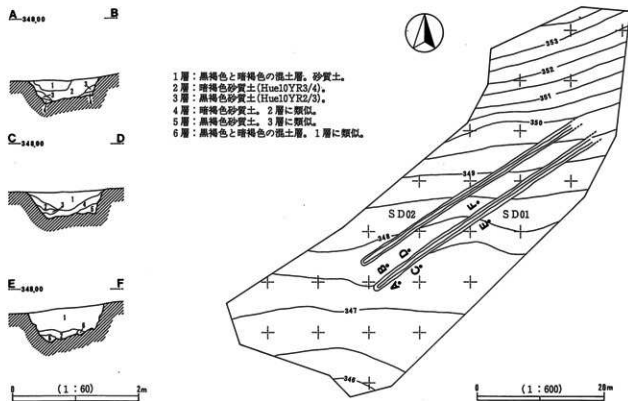 A 348,00 B
1層：黒褐色と暗褐色の混土層。砂質土。
2層：暗褐色砂質土(Hue10YR3/4)。
3層：黒褐色砂質土(Hue10YR2/3)。
4層：暗褐色砂質土。2層に類似。
5層：黒褐色砂質土。3層に類似。
6層：黒褐色と暗褐色の混土層。1層に類似。
C 348,00 D
E 348,00 F
0 (1：60) 2m
353
352
351
350
349
SD02
SD01
348
F.
E.
D.
B.
C.
A.
347
346
0 (1：600) 20m